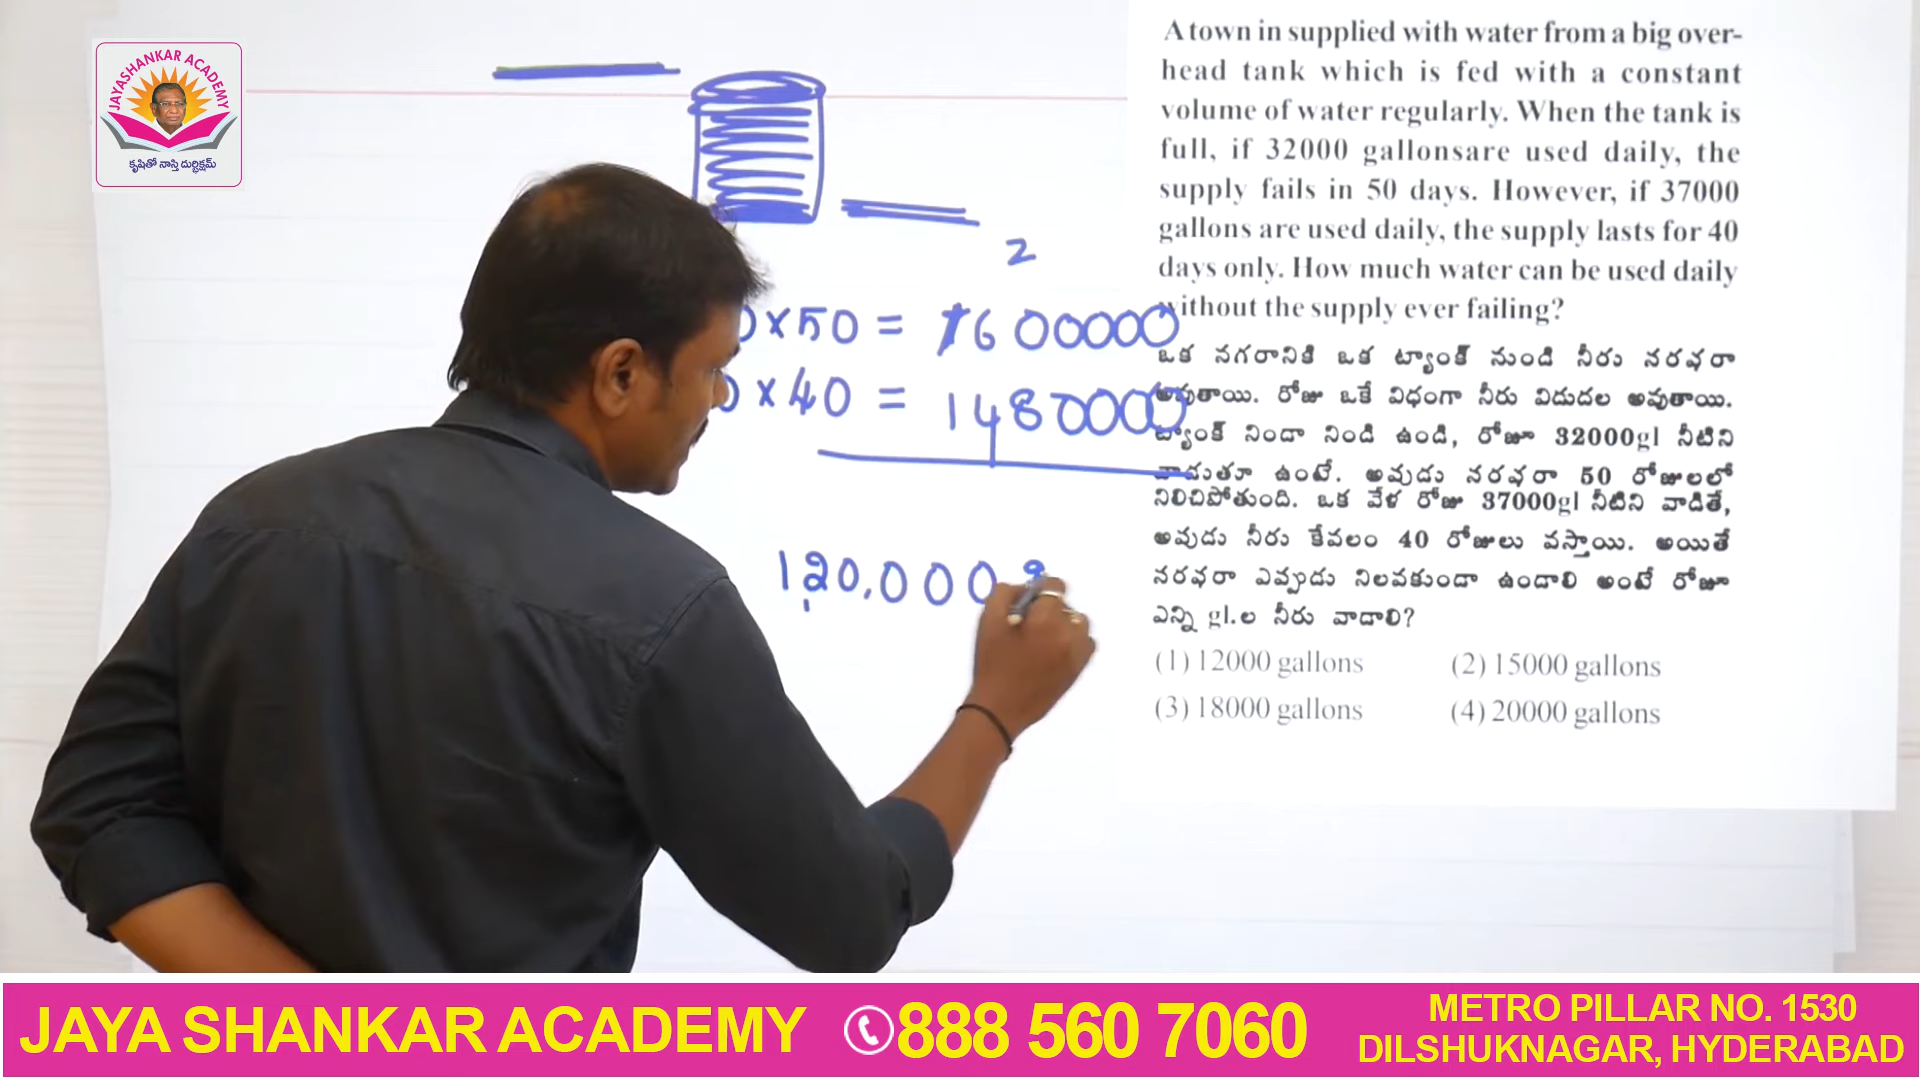 JAYASHANKAR ACADEMY
కృషితో నాస్తి దుర్భిక్షమ్
2
0 × 50 = 1600000
0 × 40 = 1480000
120,000
A town in supplied with water from a big over-
head tank which is fed with a constant
volume of water regularly. When the tank is
full, if 32000 gallonsare used daily, the
supply fails in 50 days. However, if 37000
gallons are used daily, the supply lasts for 40
days only. How much water can be used daily
without the supply ever failing?
ఒక నగరానికి ఒక ట్యాంక్ నుండి నీరు సరఫరా
అవుతాయి. రోజు ఒకే విధంగా నీరు విడుదల అవుతాయి.
ట్యాంక్ నిండా నిండి ఉండి, రోజూ 32000gl నీటిని
వాడుతూ ఉంటే. అవుడు సరఫరా 50 రోజులలో
నిలిచిపోతుంది. ఒక వేళ రోజు 37000gl నీటిని వాడితే,
అవుడు నీరు కేవలం 40 రోజులు వస్తాయి. అయితే
సరఫరా ఎప్పుడు నిలవకుండా ఉండాలి అంటే రోజూ
ఎన్ని gl.ల నీరు వాడాలి?
(1) 12000 gallons (2) 15000 gallons
(3) 18000 gallons (4) 20000 gallons
JAYA SHANKAR ACADEMY 888 560 7060 METRO PILLAR NO. 1530
DILSHUKNAGAR, HYDERABAD